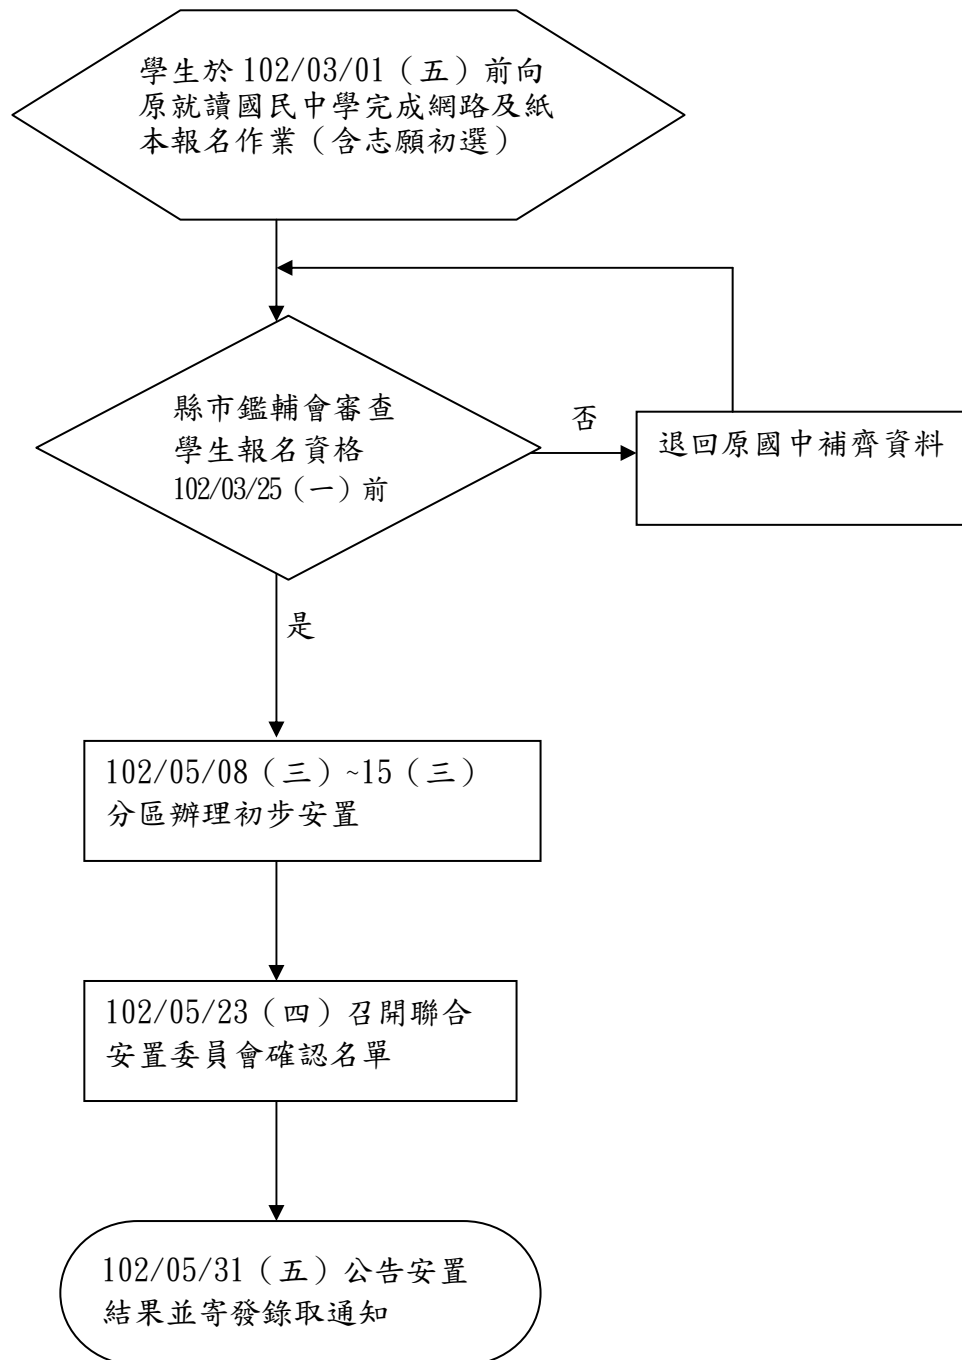 學生於 102/03/01（五）前向
原就讀國民中學完成網路及紙
本報名作業（含志願初選）
縣市鑑輔會審查
學生報名資格
102/03/25（一）前
否
退回原國中補齊資料
是
102/05/08（三）~15（三）
分區辦理初步安置
102/05/23（四）召開聯合
安置委員會確認名單
102/05/31（五）公告安置
結果並寄發錄取通知